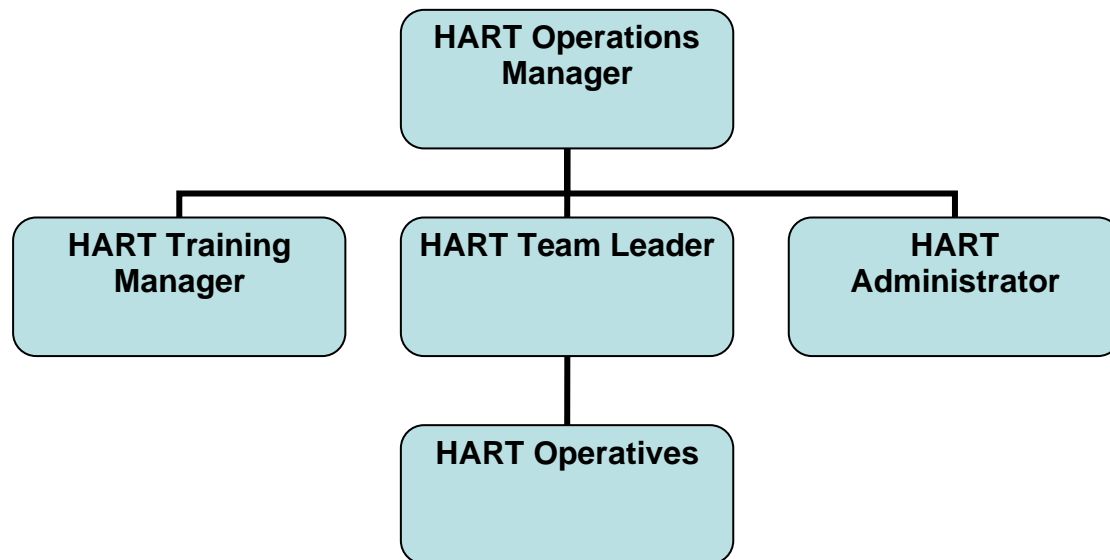 HART Operations
Manager
HART Training
Manager
HART Team Leader
HART
Administrator
HART Operatives